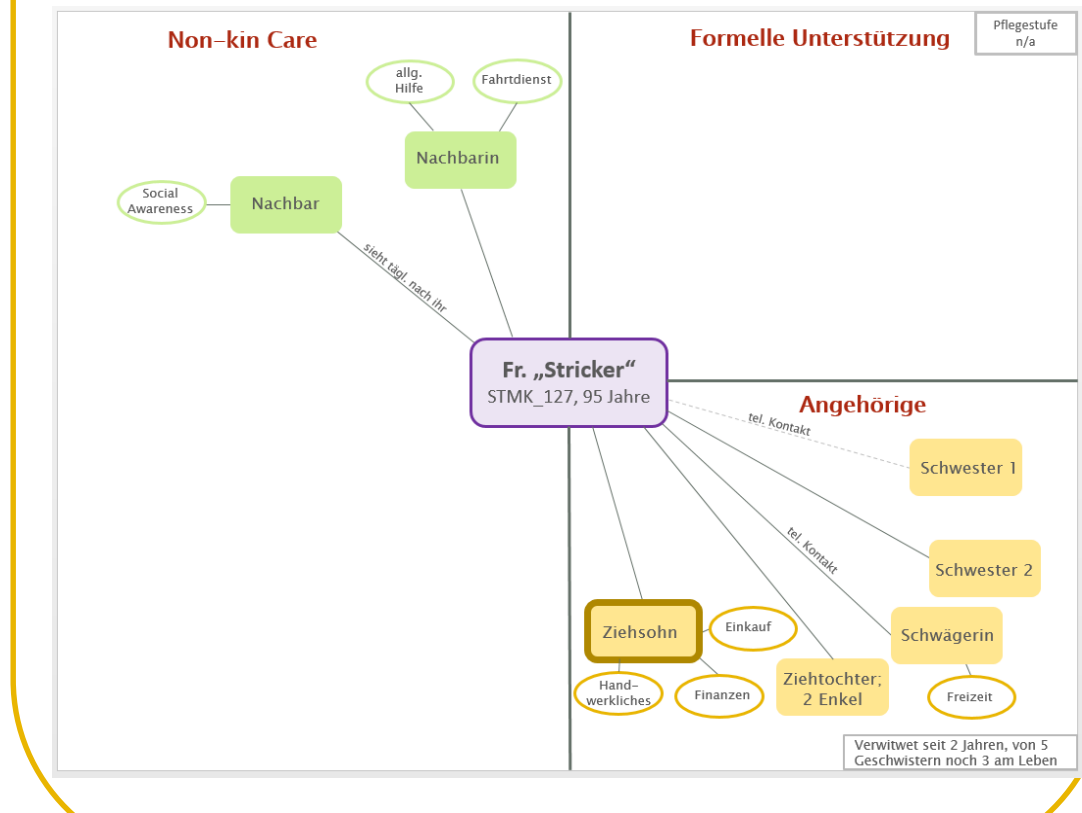 Non-kin Care
Formelle Unterstützung
Pflegestufe
n/a
allg.
Hilfe
Fahrtdienst
Nachbarin
Social
Awareness
Nachbar
sieht tägl. nach ihr
Fr. „Stricker“
STMK_127, 95 Jahre
Angehörige
tel. Kontakt
Schwester 1
tel. Kontakt
Schwester 2
Ziehsohn
Einkauf
Schwägerin
Hand-
werkliches
Finanzen
Ziehtochter;
2 Enkel
Freizeit
Verwitwet seit 2 Jahren, von 5
Geschwistern noch 3 am Leben